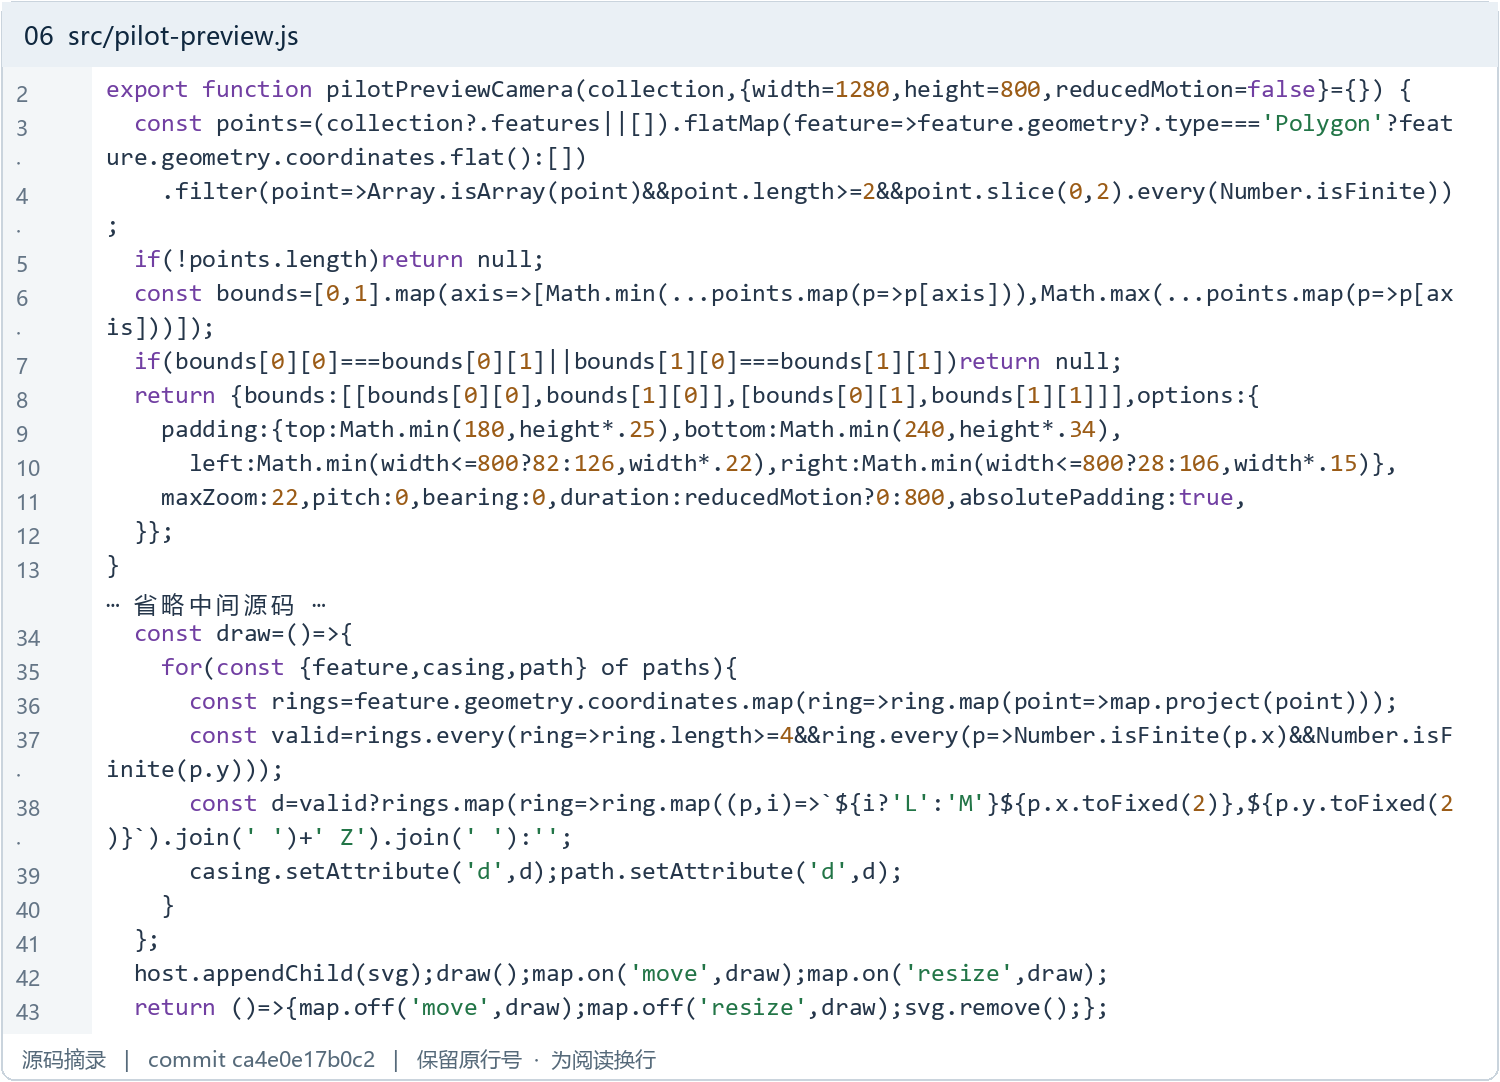 06 src/pilot-preview.js
2 export function pilotPreviewCamera(collection,{width=1280,height=800,reducedMotion=false}={}) {
3   const points=(collection?.features||[]).flatMap(feature=>feature.geometry?.type==='Polygon'?feat
· ure.geometry.coordinates.flat():[])
4     .filter(point=>Array.isArray(point)&&point.length>=2&&point.slice(0,2).every(Number.isFinite))
· ;
5   if(!points.length)return null;
6   const bounds=[0,1].map(axis=>[Math.min(...points.map(p=>p[axis])),Math.max(...points.map(p=>p[ax
· is]))]);
7   if(bounds[0][0]===bounds[0][1]||bounds[1][0]===bounds[1][1])return null;
8   return {bounds:[[bounds[0][0],bounds[1][0]],[bounds[0][1],bounds[1][1]]],options:{
9     padding:{top:Math.min(180,height*.25),bottom:Math.min(240,height*.34),
10       left:Math.min(width<=800?82:126,width*.22),right:Math.min(width<=800?28:106,width*.15)},
11     maxZoom:22,pitch:0,bearing:0,duration:reducedMotion?0:800,absolutePadding:true,
12   }};
13 }
… 省略中间源码 …
34   const draw=()=>{
35     for(const {feature,casing,path} of paths){
36       const rings=feature.geometry.coordinates.map(ring=>ring.map(point=>map.project(point)));
37       const valid=rings.every(ring=>ring.length>=4&&ring.every(p=>Number.isFinite(p.x)&&Number.isF
· inite(p.y)));
38       const d=valid?rings.map(ring=>ring.map((p,i)=>`${i?'L':'M'}${p.x.toFixed(2)},${p.y.toFixed(2
· )}`).join(' ')+' Z').join(' '):'';
39       casing.setAttribute('d',d);path.setAttribute('d',d);
40     }
41   };
42   host.appendChild(svg);draw();map.on('move',draw);map.on('resize',draw);
43   return ()=>{map.off('move',draw);map.off('resize',draw);svg.remove();};
源码摘录 | commit ca4e0e17b0c2 | 保留原行号 · 为阅读换行